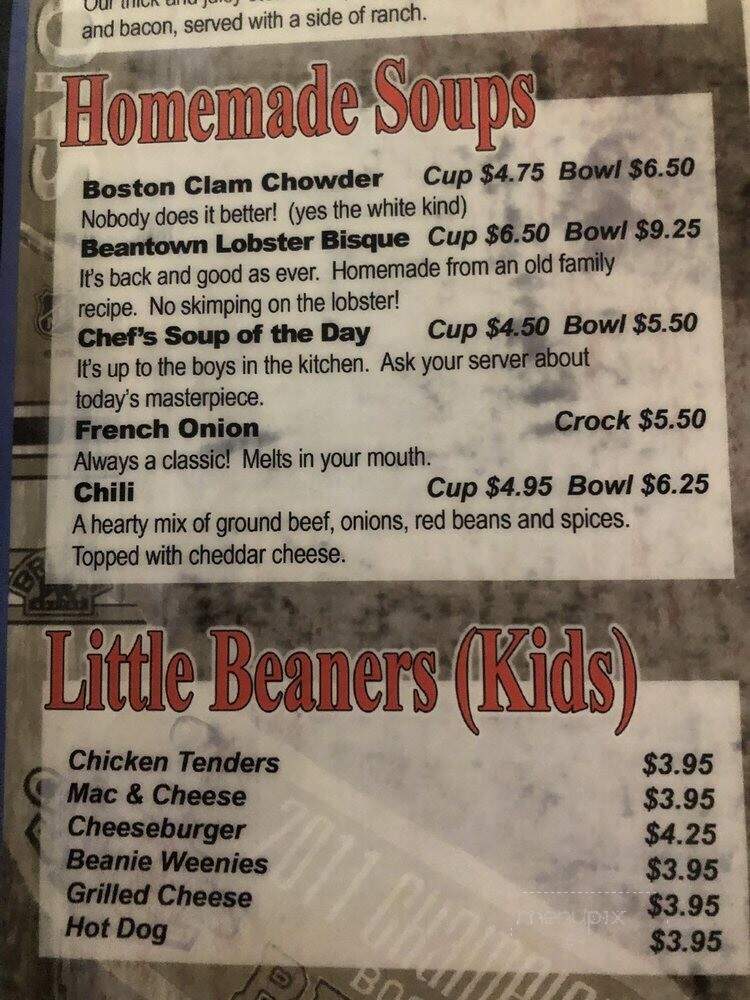 Our thick and juicy
and bacon, served with a side of ranch.
Homemade Soups
Boston Clam Chowder Cup $4.75 Bowl $6.50
Nobody does it better! (yes the white kind)
Beantown Lobster Bisque Cup $6.50 Bowl $9.25
It's back and good as ever. Homemade from an old family
recipe. No skimping on the lobster!
Chef's Soup of the Day Cup $4.50 Bowl $5.50
It's up to the boys in the kitchen. Ask your server about
today's masterpiece.
French Onion Crock $5.50
Always a classic! Melts in your mouth.
Chili Cup $4.95 Bowl $6.25
A hearty mix of ground beef, onions, red beans and spices.
Topped with cheddar cheese.
Little Beaners (Kids)
Chicken Tenders $3.95
Mac & Cheese $3.95
Cheeseburger $4.25
Beanie Weenies $3.95
Grilled Cheese $3.95
Hot Dog $3.95
menupix
2011